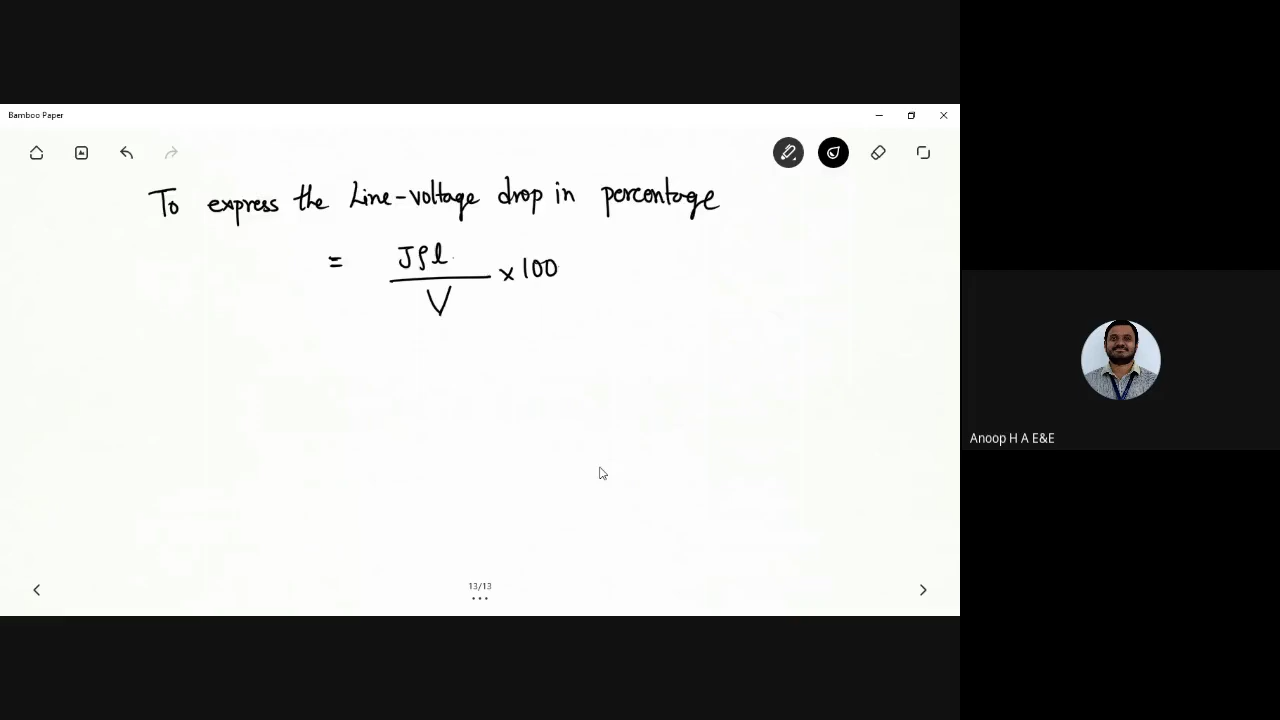 Bamboo Paper
To express the Line-voltage drop in percentage
= Jρl / V × 100
13/13
Anoop H A E&E